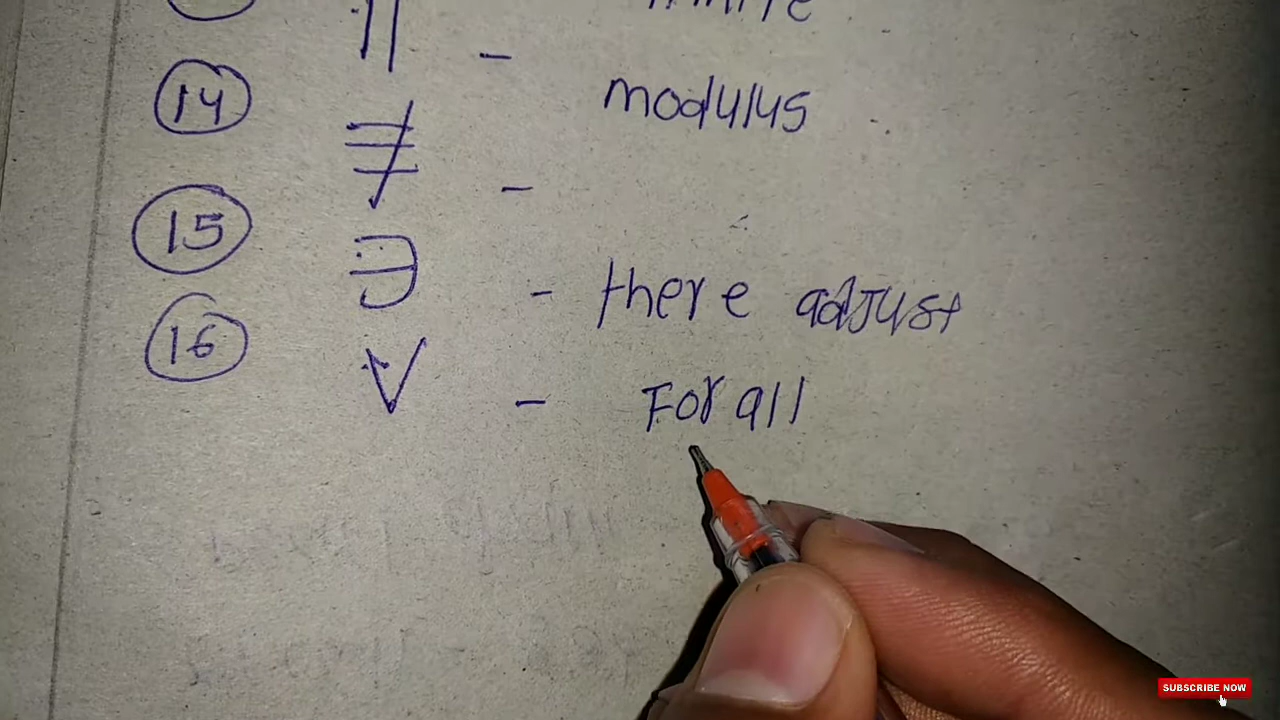 || - modulus
14 ≢ -
15 ∃ - there adjust
16 ∀ - For all
SUBSCRIBE NOW